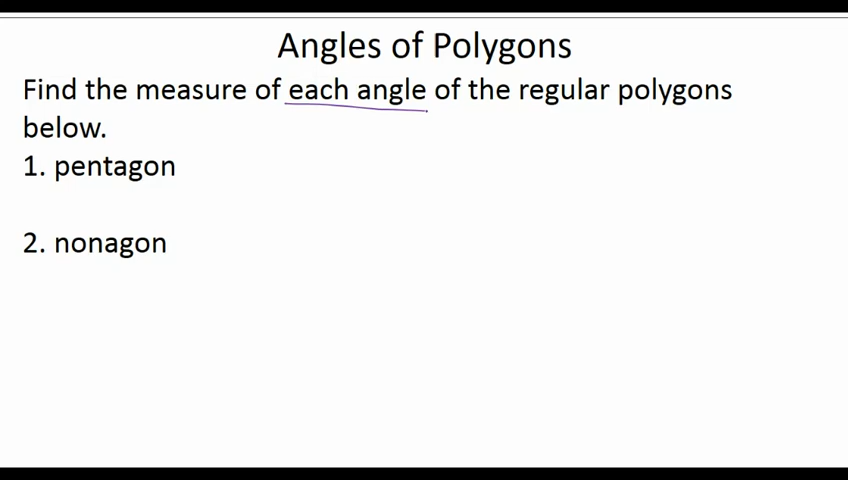 Angles of Polygons
Find the measure of each angle of the regular polygons
below.
1. pentagon
2. nonagon